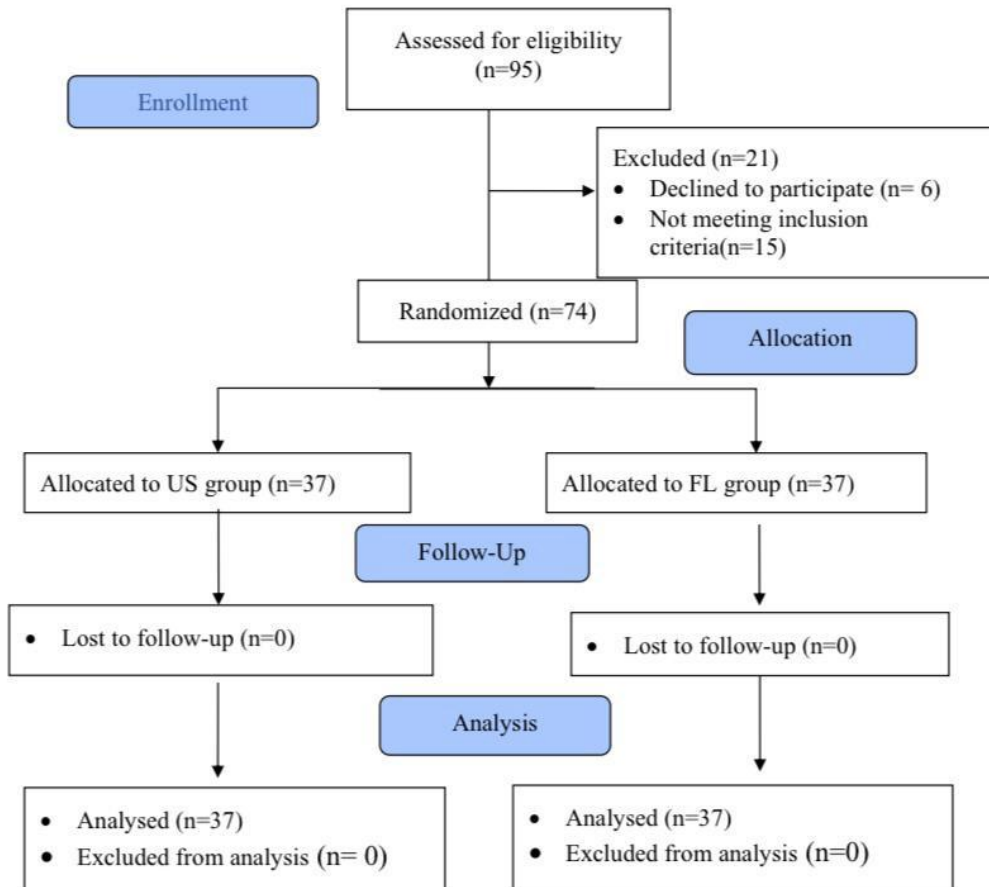 Assessed for eligibility
(n=95)
Enrollment
Excluded (n=21)
• Declined to participate (n= 6)
• Not meeting inclusion
criteria(n=15)
Randomized (n=74)
Allocation
Allocated to US group (n=37)
Allocated to FL group (n=37)
Follow-Up
• Lost to follow-up (n=0)
• Lost to follow-up (n=0)
Analysis
• Analysed (n=37)
• Excluded from analysis (n= 0)
• Analysed (n=37)
• Excluded from analysis (n=0)